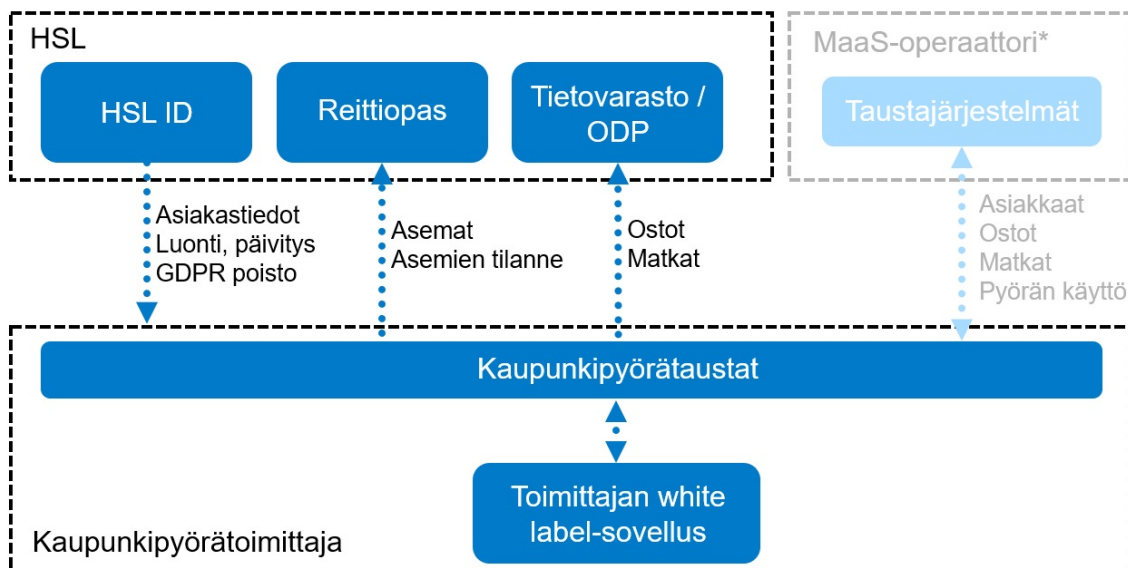 HSL
HSL ID
Reittiopas
Tietovarasto /
ODP
MaaS-operaattori*
Taustajärjestelmät
Asiakastiedot
Luonti, päivitys
GDPR poisto
Asemat
Asemien tilanne
Ostot
Matkat
Asiakkaat
Ostot
Matkat
Pyörän käyttö
Kaupunkipyörätaustat
Toimittajan white
label-sovellus
Kaupunkipyörätoimittaja